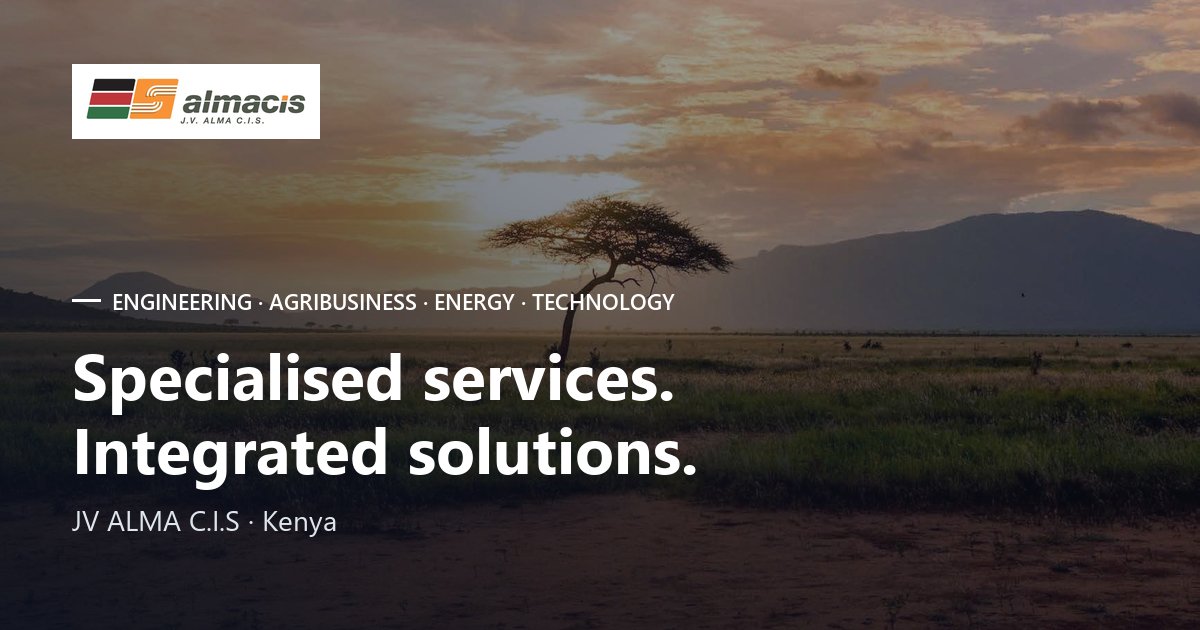 almacis
J.V. ALMA C.I.S.
ENGINEERING · AGRIBUSINESS · ENERGY · TECHNOLOGY
Specialised services.
Integrated solutions.
JV ALMA C.I.S · Kenya